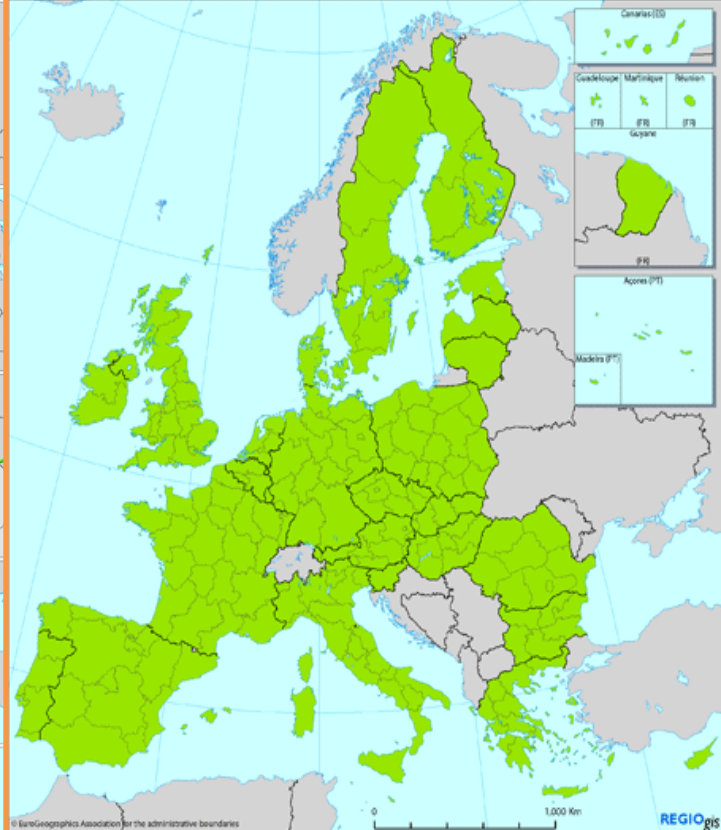 Canarias (ES)
Guadeloupe Martinique Réunion
(FR) (FR) (FR)
Guyane
(FR)
Açores (PT)
Madeira (PT)
0 1,000 Km
© EuroGeographics Association for the administrative boundaries
REGIOgis